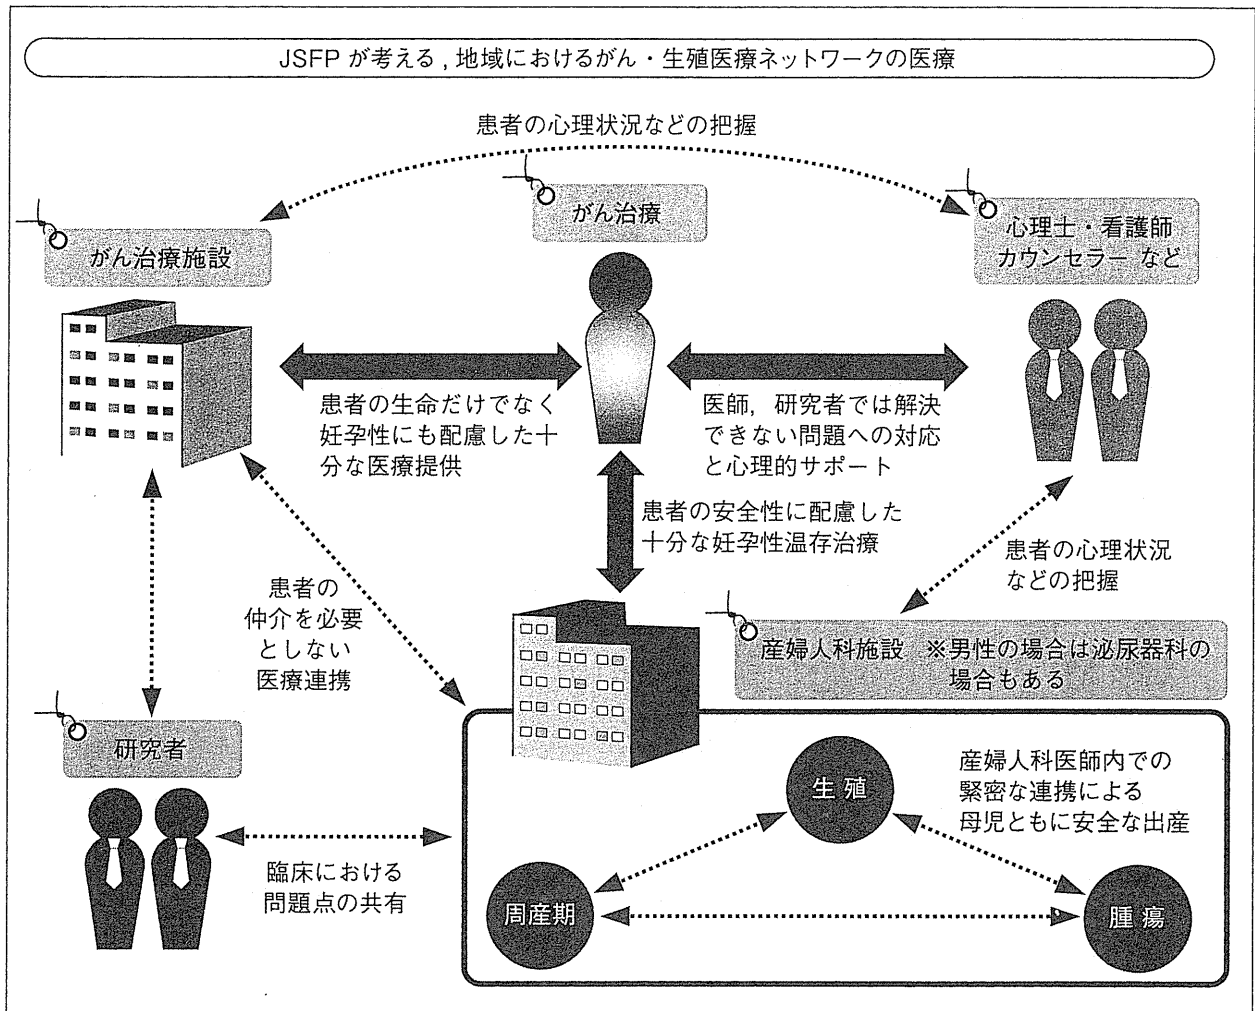 JSFP が考える，地域におけるがん・生殖医療ネットワークの医療
患者の心理状況などの把握
がん治療
がん治療施設
心理士・看護師
カウンセラー など
患者の生命だけでなく
妊孕性にも配慮した十
分な医療提供
医師，研究者では解決
できない問題への対応
と心理的サポート
患者の安全性に配慮した
十分な妊孕性温存治療
患者の心理状況
などの把握
患者の
仲介を必要
としない
医療連携
産婦人科施設　※男性の場合は泌尿器科の
場合もある
研究者
生殖
産婦人科医師内での
緊密な連携による
母児ともに安全な出産
臨床における
問題点の共有
周産期
腫瘍